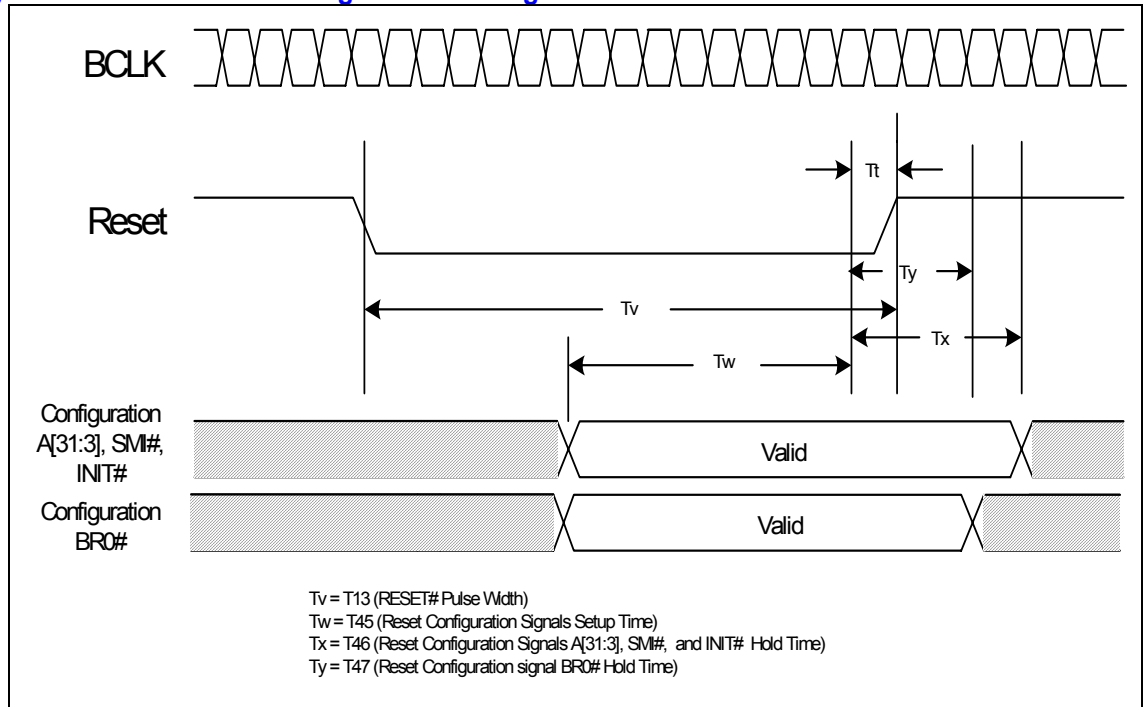 BCLK
Tt
Reset
Ty
Tv
Tx
Tw
Configuration
A[31:3], SMI#,
INIT#
Valid
Configuration
BR0#
Valid
Tv = T13 (RESET# Pulse Width)
Tw = T45 (Reset Configuration Signals Setup Time)
Tx = T46 (Reset Configuration Signals A[31:3], SMI#, and INIT# Hold Time)
Ty = T47 (Reset Configuration signal BR0# Hold Time)